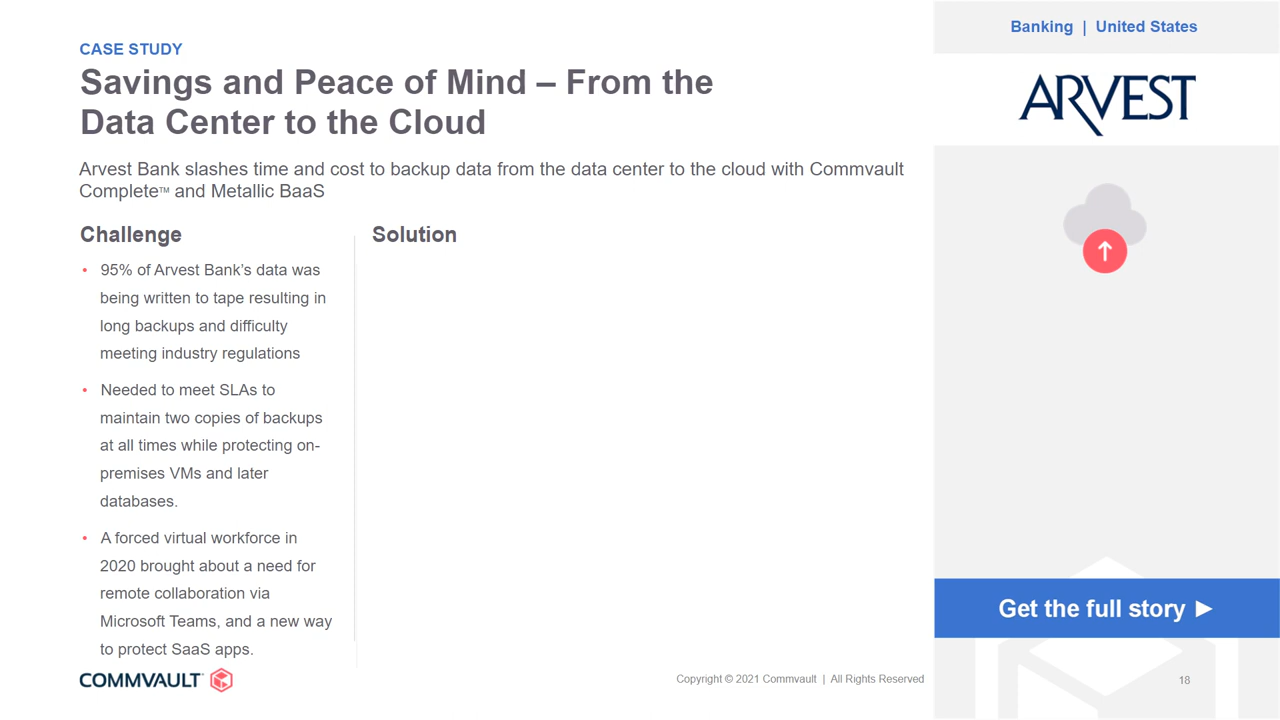 CASE STUDY
Savings and Peace of Mind – From the
Data Center to the Cloud
Arvest Bank slashes time and cost to backup data from the data center to the cloud with Commvault
Complete™ and Metallic BaaS
Challenge
• 95% of Arvest Bank’s data was
being written to tape resulting in
long backups and difficulty
meeting industry regulations
• Needed to meet SLAs to
maintain two copies of backups
at all times while protecting on-
premises VMs and later
databases.
• A forced virtual workforce in
2020 brought about a need for
remote collaboration via
Microsoft Teams, and a new way
to protect SaaS apps.
Solution
Banking | United States
ARVEST
Get the full story ►
COMMVAULT
Copyright © 2021 Commvault | All Rights Reserved
18